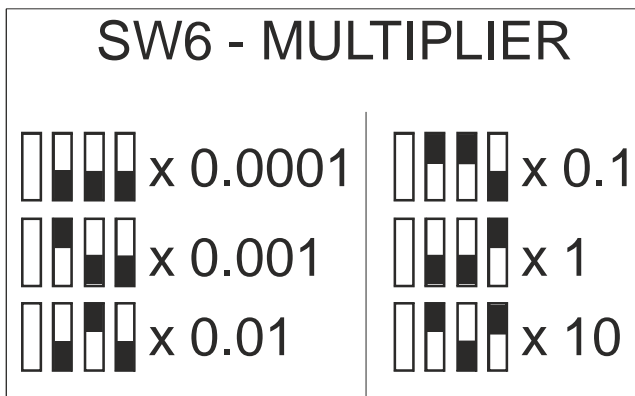 SW6 - MULTIPLIER
x 0.0001
x 0.001
x 0.01
x 0.1
x 1
x 10